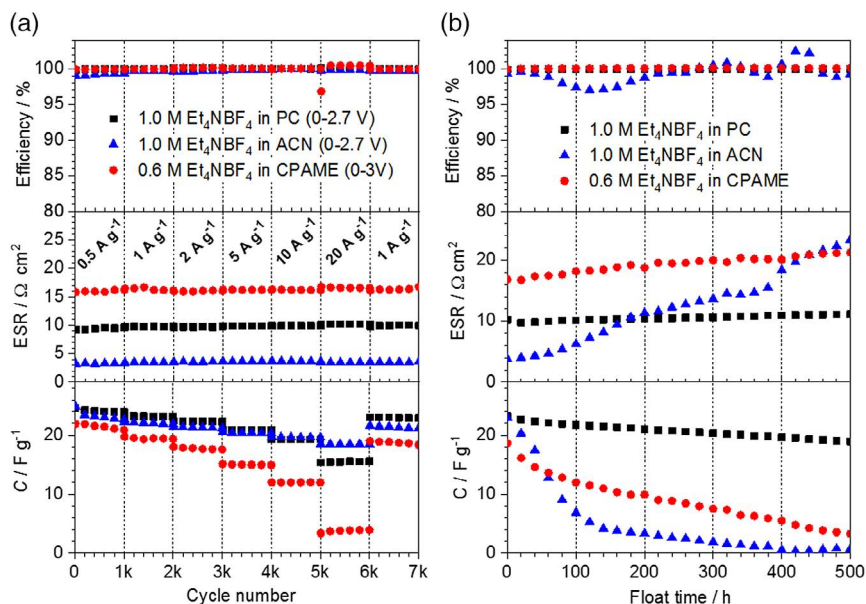 (a)
Efficiency / %
100
95
90
85
80
1.0 M Et₄NBF₄ in PC (0-2.7 V)
1.0 M Et₄NBF₄ in ACN (0-2.7 V)
0.6 M Et₄NBF₄ in CPAME (0-3V)
ESR / Ω cm²
25
20
15
10
5
0
0.5 A g⁻¹
1 A g⁻¹
2 A g⁻¹
5 A g⁻¹
10 A g⁻¹
20 A g⁻¹
1 A g⁻¹
C / F g⁻¹
20
10
0
0 1k 2k 3k 4k 5k 6k 7k
Cycle number
(b)
Efficiency / %
100
95
90
85
80
1.0 M Et₄NBF₄ in PC
1.0 M Et₄NBF₄ in ACN
0.6 M Et₄NBF₄ in CPAME
ESR / Ω cm²
20
10
0
C / F g⁻¹
20
10
0
0 100 200 300 400 500
Float time / h